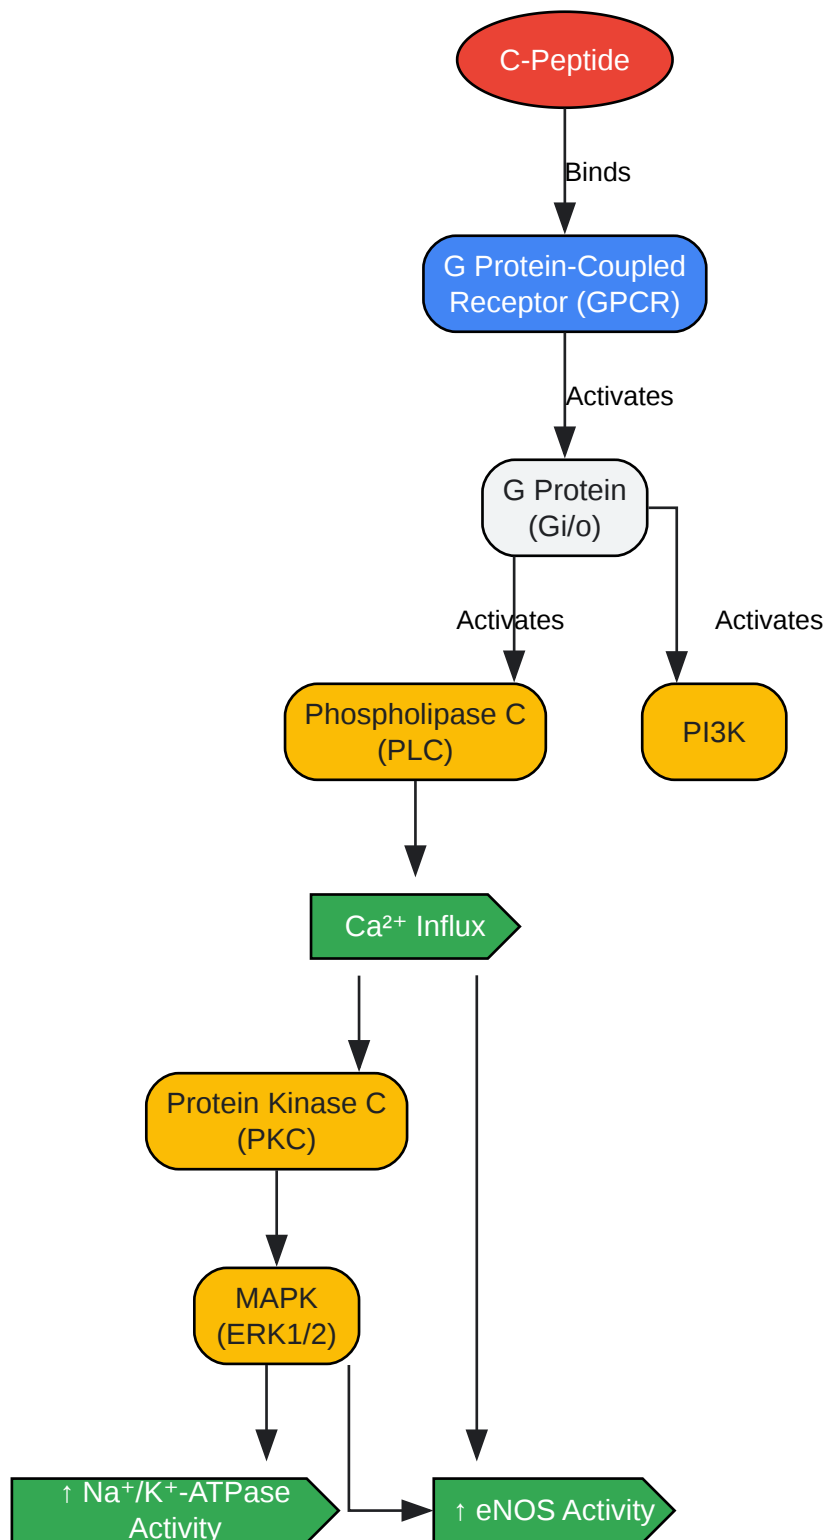 C-Peptide
Binds
G Protein-Coupled
Receptor (GPCR)
Activates
G Protein
(Gi/o)
Activates
Activates
Phospholipase C
(PLC)
PI3K
Ca²⁺ Influx
Protein Kinase C
(PKC)
MAPK
(ERK1/2)
↑ Na⁺/K⁺-ATPase
Activity
↑ eNOS Activity